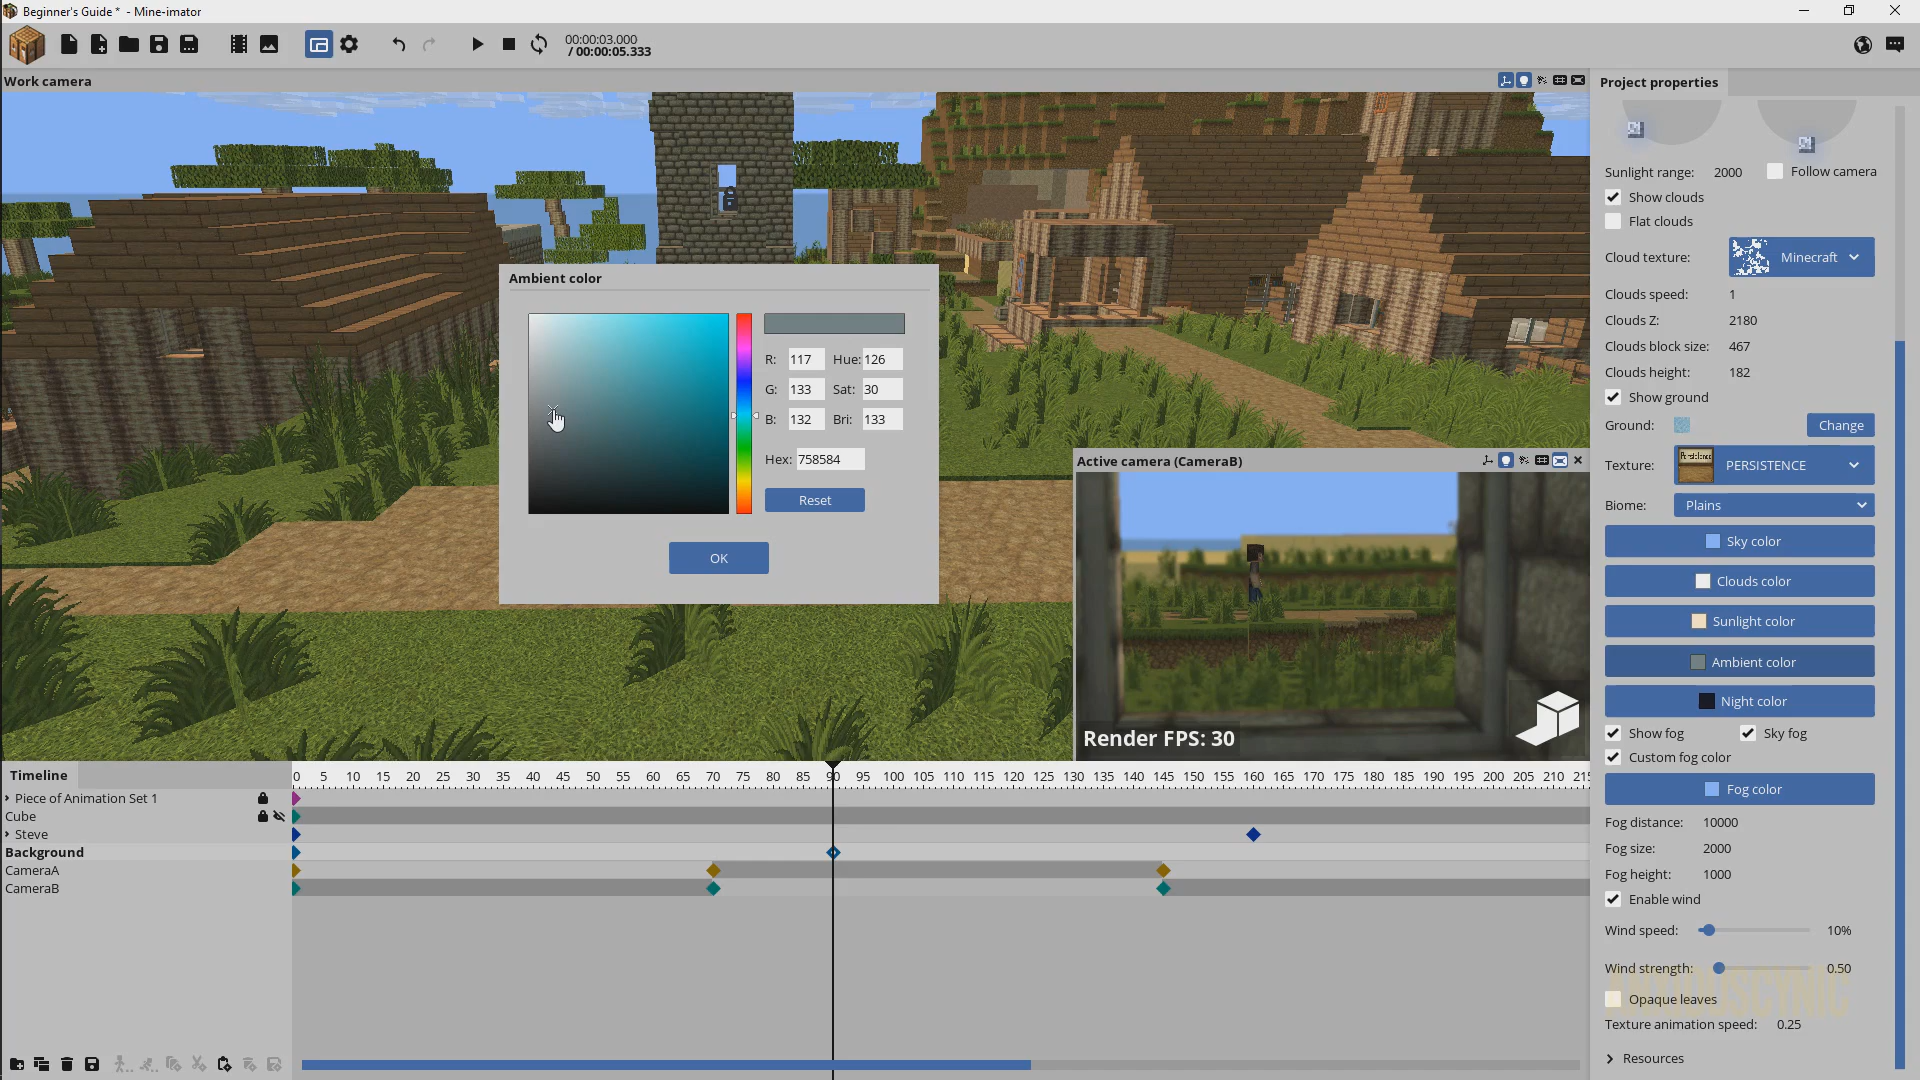 Beginner's Guide * - Mine-imator
00:00:03.000
/ 00:00:05.333
Work camera
Project properties
Sunlight range: 2000 Follow camera
Show clouds
Flat clouds
Cloud texture: Minecraft
Clouds speed: 1
Clouds Z: 2180
Clouds block size: 467
Clouds height: 182
Show ground
Ground: Change
Texture: Persistence PERSISTENCE
Biome: Plains
Sky color
Clouds color
Sunlight color
Ambient color
Night color
Show fog Sky fog
Custom fog color
Fog color
Fog distance: 10000
Fog size: 2000
Fog height: 1000
Enable wind
Wind speed: 10%
Wind strength: 0.50
Opaque leaves
Texture animation speed: 0.25
Resources
Ambient color
R: 117 Hue: 126
G: 133 Sat: 30
B: 132 Bri: 133
Hex: 758584
Reset
OK
Active camera (CameraB)
Render FPS: 30
Timeline
0 5 10 15 20 25 30 35 40 45 50 55 60 65 70 75 80 85 90 95 100 105 110 115 120 125 130 135 140 145 150 155 160 165 170 175 180 185 190 195 200 205 210 215
Piece of Animation Set 1
Cube
Steve
Background
CameraA
CameraB